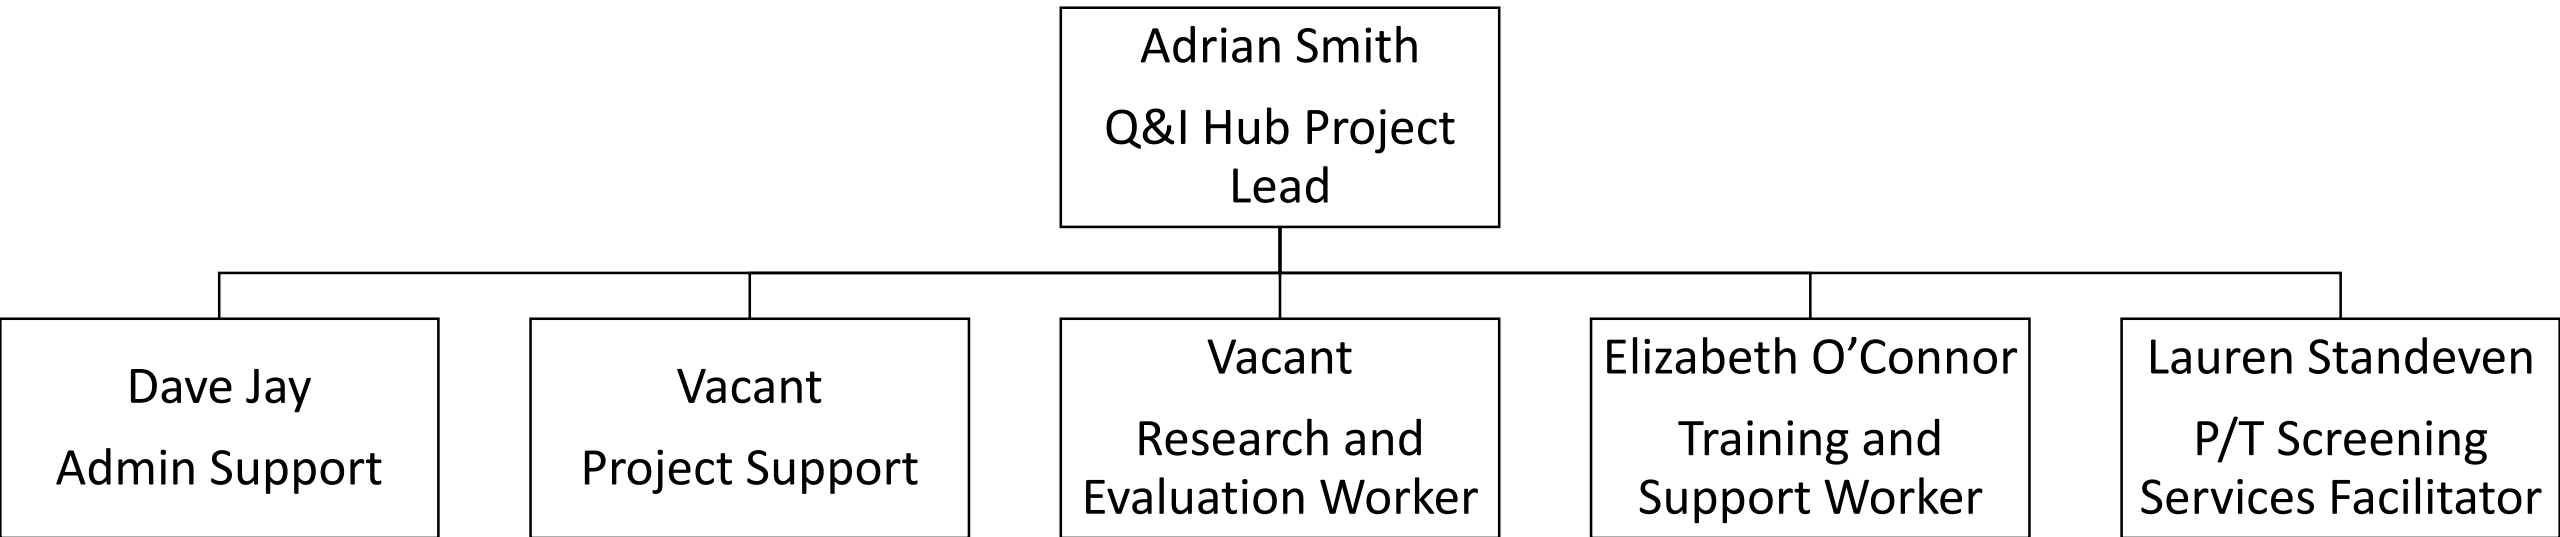 Adrian Smith
Q&I Hub Project
Lead
Dave Jay
Admin Support
Vacant
Project Support
Vacant
Research and
Evaluation Worker
Elizabeth O’Connor
Training and
Support Worker
Lauren Standeven
P/T Screening
Services Facilitator